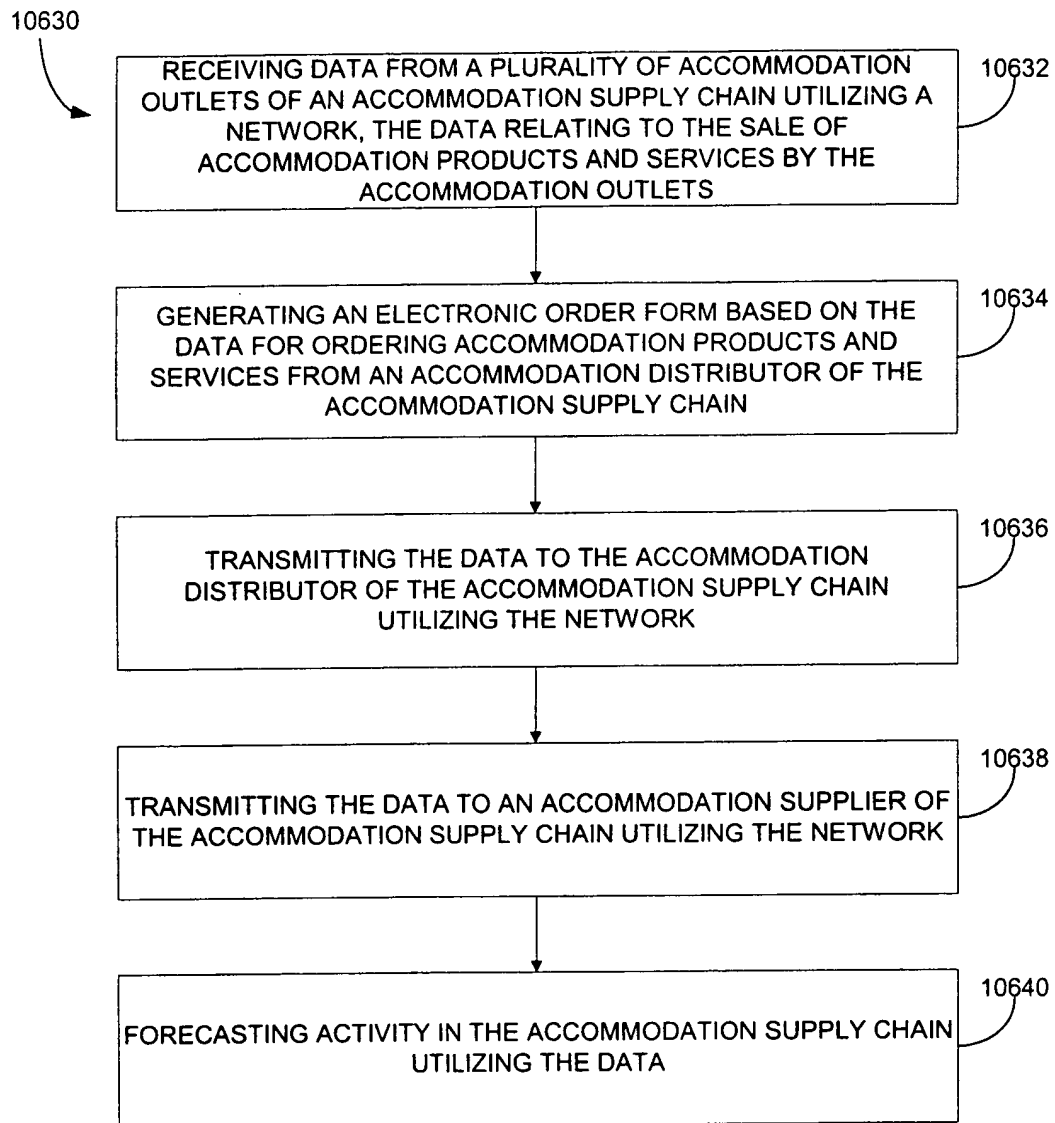 10630
RECEIVING DATA FROM A PLURALITY OF ACCOMMODATION
OUTLETS OF AN ACCOMMODATION SUPPLY CHAIN UTILIZING A
NETWORK, THE DATA RELATING TO THE SALE OF
ACCOMMODATION PRODUCTS AND SERVICES BY THE
ACCOMMODATION OUTLETS
10632
GENERATING AN ELECTRONIC ORDER FORM BASED ON THE
DATA FOR ORDERING ACCOMMODATION PRODUCTS AND
SERVICES FROM AN ACCOMMODATION DISTRIBUTOR OF THE
ACCOMMODATION SUPPLY CHAIN
10634
TRANSMITTING THE DATA TO THE ACCOMMODATION
DISTRIBUTOR OF THE ACCOMMODATION SUPPLY CHAIN
UTILIZING THE NETWORK
10636
TRANSMITTING THE DATA TO AN ACCOMMODATION SUPPLIER OF
THE ACCOMMODATION SUPPLY CHAIN UTILIZING THE NETWORK
10638
FORECASTING ACTIVITY IN THE ACCOMMODATION SUPPLY CHAIN
UTILIZING THE DATA
10640